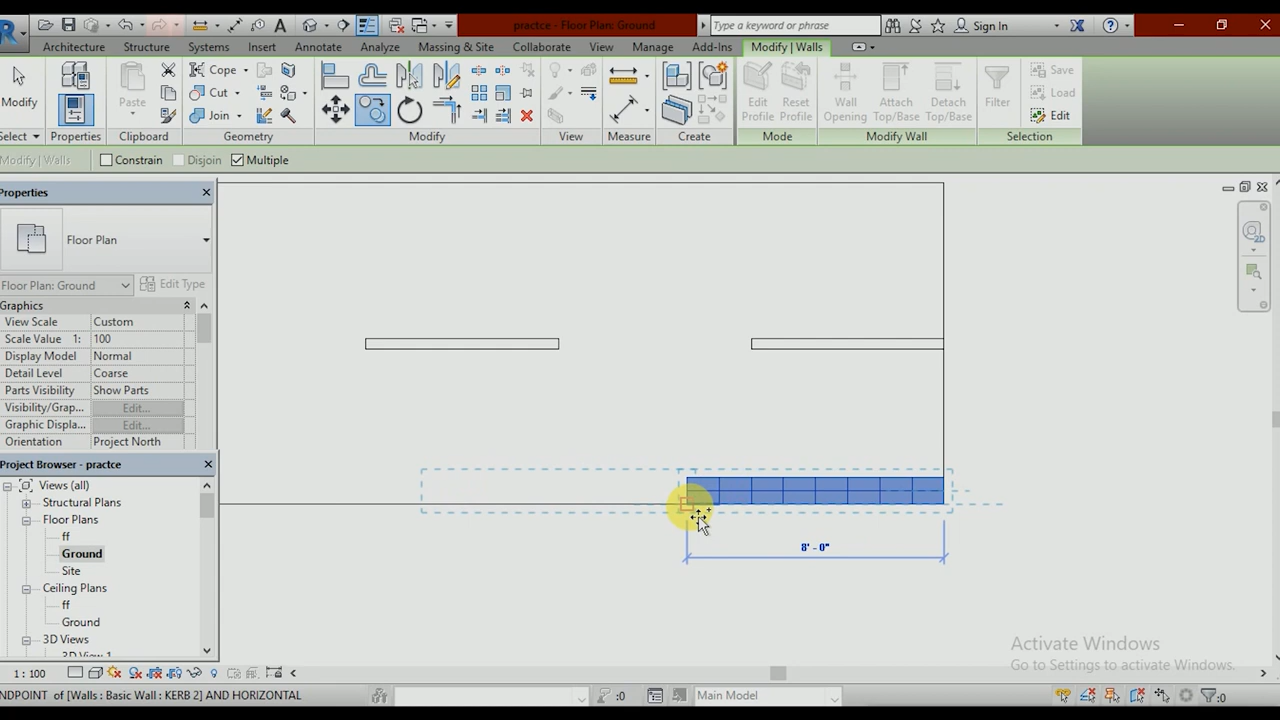 practce - Floor Plan: Ground
Type a keyword or phrase
Sign In
Architecture Structure Systems Insert Annotate Analyze Massing & Site Collaborate View Manage Add-Ins Modify | Walls
Modify
Paste
Cope
Cut
Join
Edit Profile
Reset Profile
Wall Opening
Attach Top/Base
Detach Top/Base
Filter
Save
Load
Edit
Select Properties Clipboard Geometry Modify View Measure Create Mode Modify Wall Selection
Modify | Walls Constrain Disjoin Multiple
Properties
Floor Plan
Floor Plan: Ground Edit Type
Graphics
View Scale Custom
Scale Value 1: 100
Display Model Normal
Detail Level Coarse
Parts Visibility Show Parts
Visibility/Grap... Edit...
Graphic Displa... Edit...
Orientation Project North
Project Browser - practce
Views (all)
Structural Plans
Floor Plans
ff
Ground
Site
Ceiling Plans
ff
Ground
3D Views
3D View 1
8' - 0"
Activate Windows
Go to Settings to activate Windows.
1 : 100
NDPOINT of [Walls : Basic Wall : KERB 2] AND HORIZONTAL
:0
Main Model
:0
2D